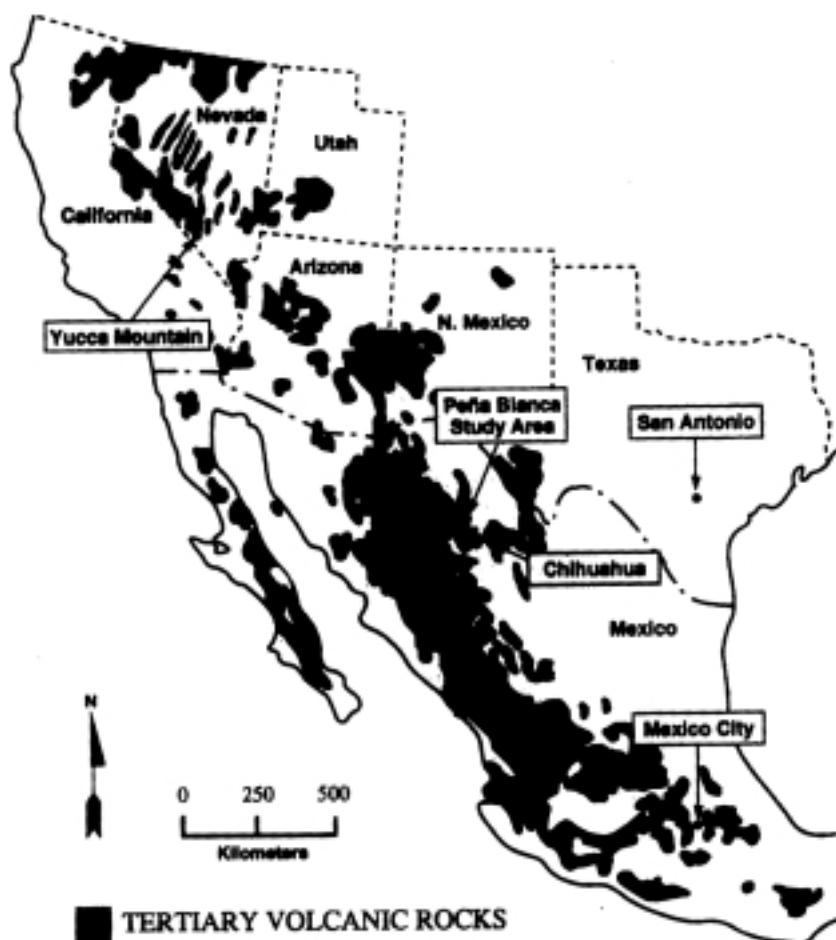 Nevada
Utah
California
Arizona
Yucca Mountain
N. Mexico
Texas
Peña Blanca
Study Area
San Antonio
Chihuahua
Mexico
N
Mexico City
0 250 500
Kilometers
TERTIARY VOLCANIC ROCKS